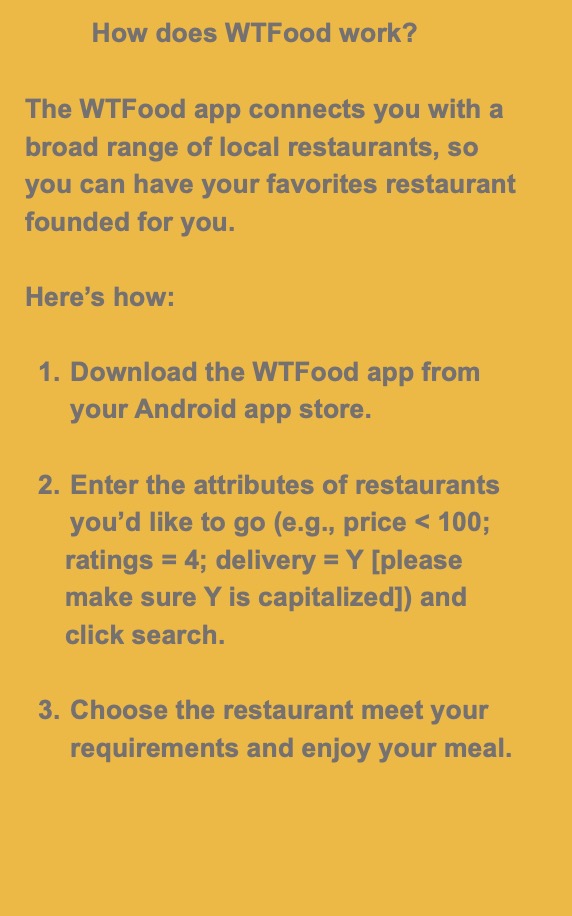 How does WTFood work?
The WTFood app connects you with a
broad range of local restaurants, so
you can have your favorites restaurant
founded for you.
Here’s how:
1. Download the WTFood app from
your Android app store.
2. Enter the attributes of restaurants
you’d like to go (e.g., price < 100;
ratings = 4; delivery = Y [please
make sure Y is capitalized]) and
click search.
3. Choose the restaurant meet your
requirements and enjoy your meal.